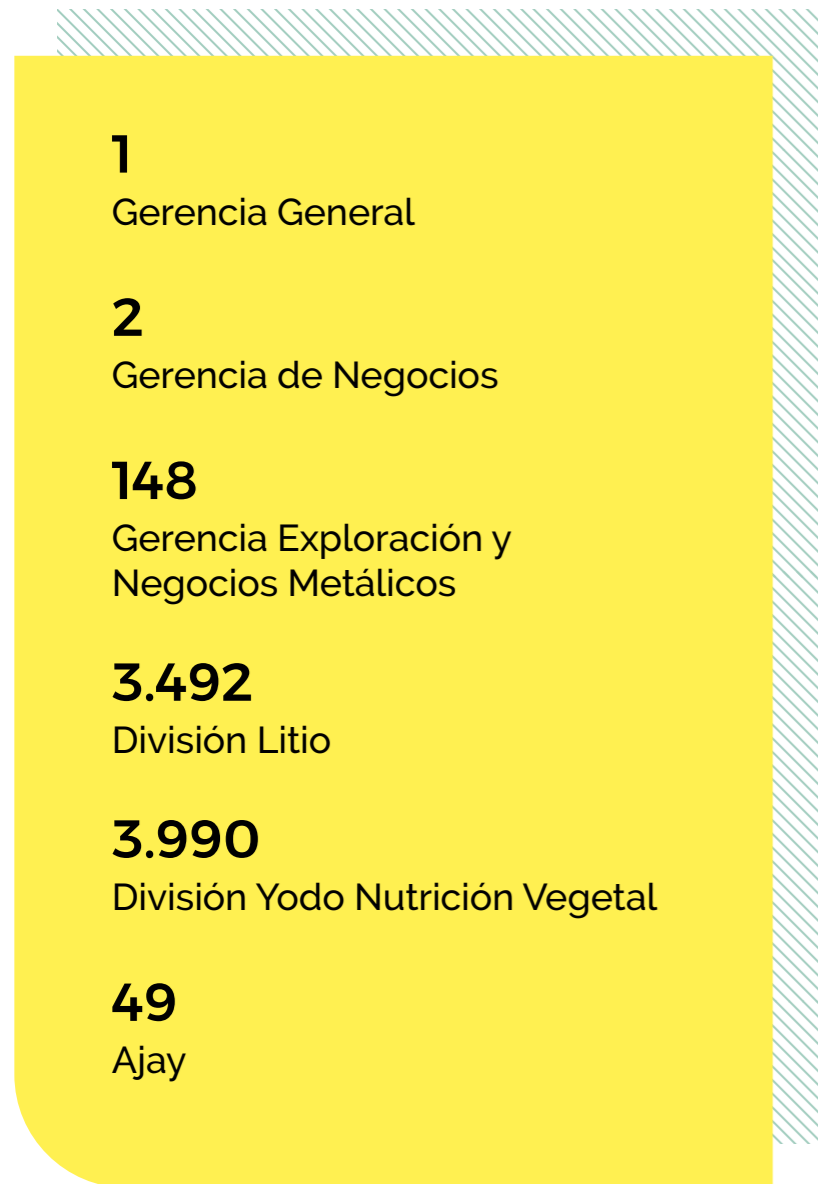 1
Gerencia General
2
Gerencia de Negocios
148
Gerencia Exploración y
Negocios Metálicos
3.492
División Litio
3.990
División Yodo Nutrición Vegetal
49
Ajay